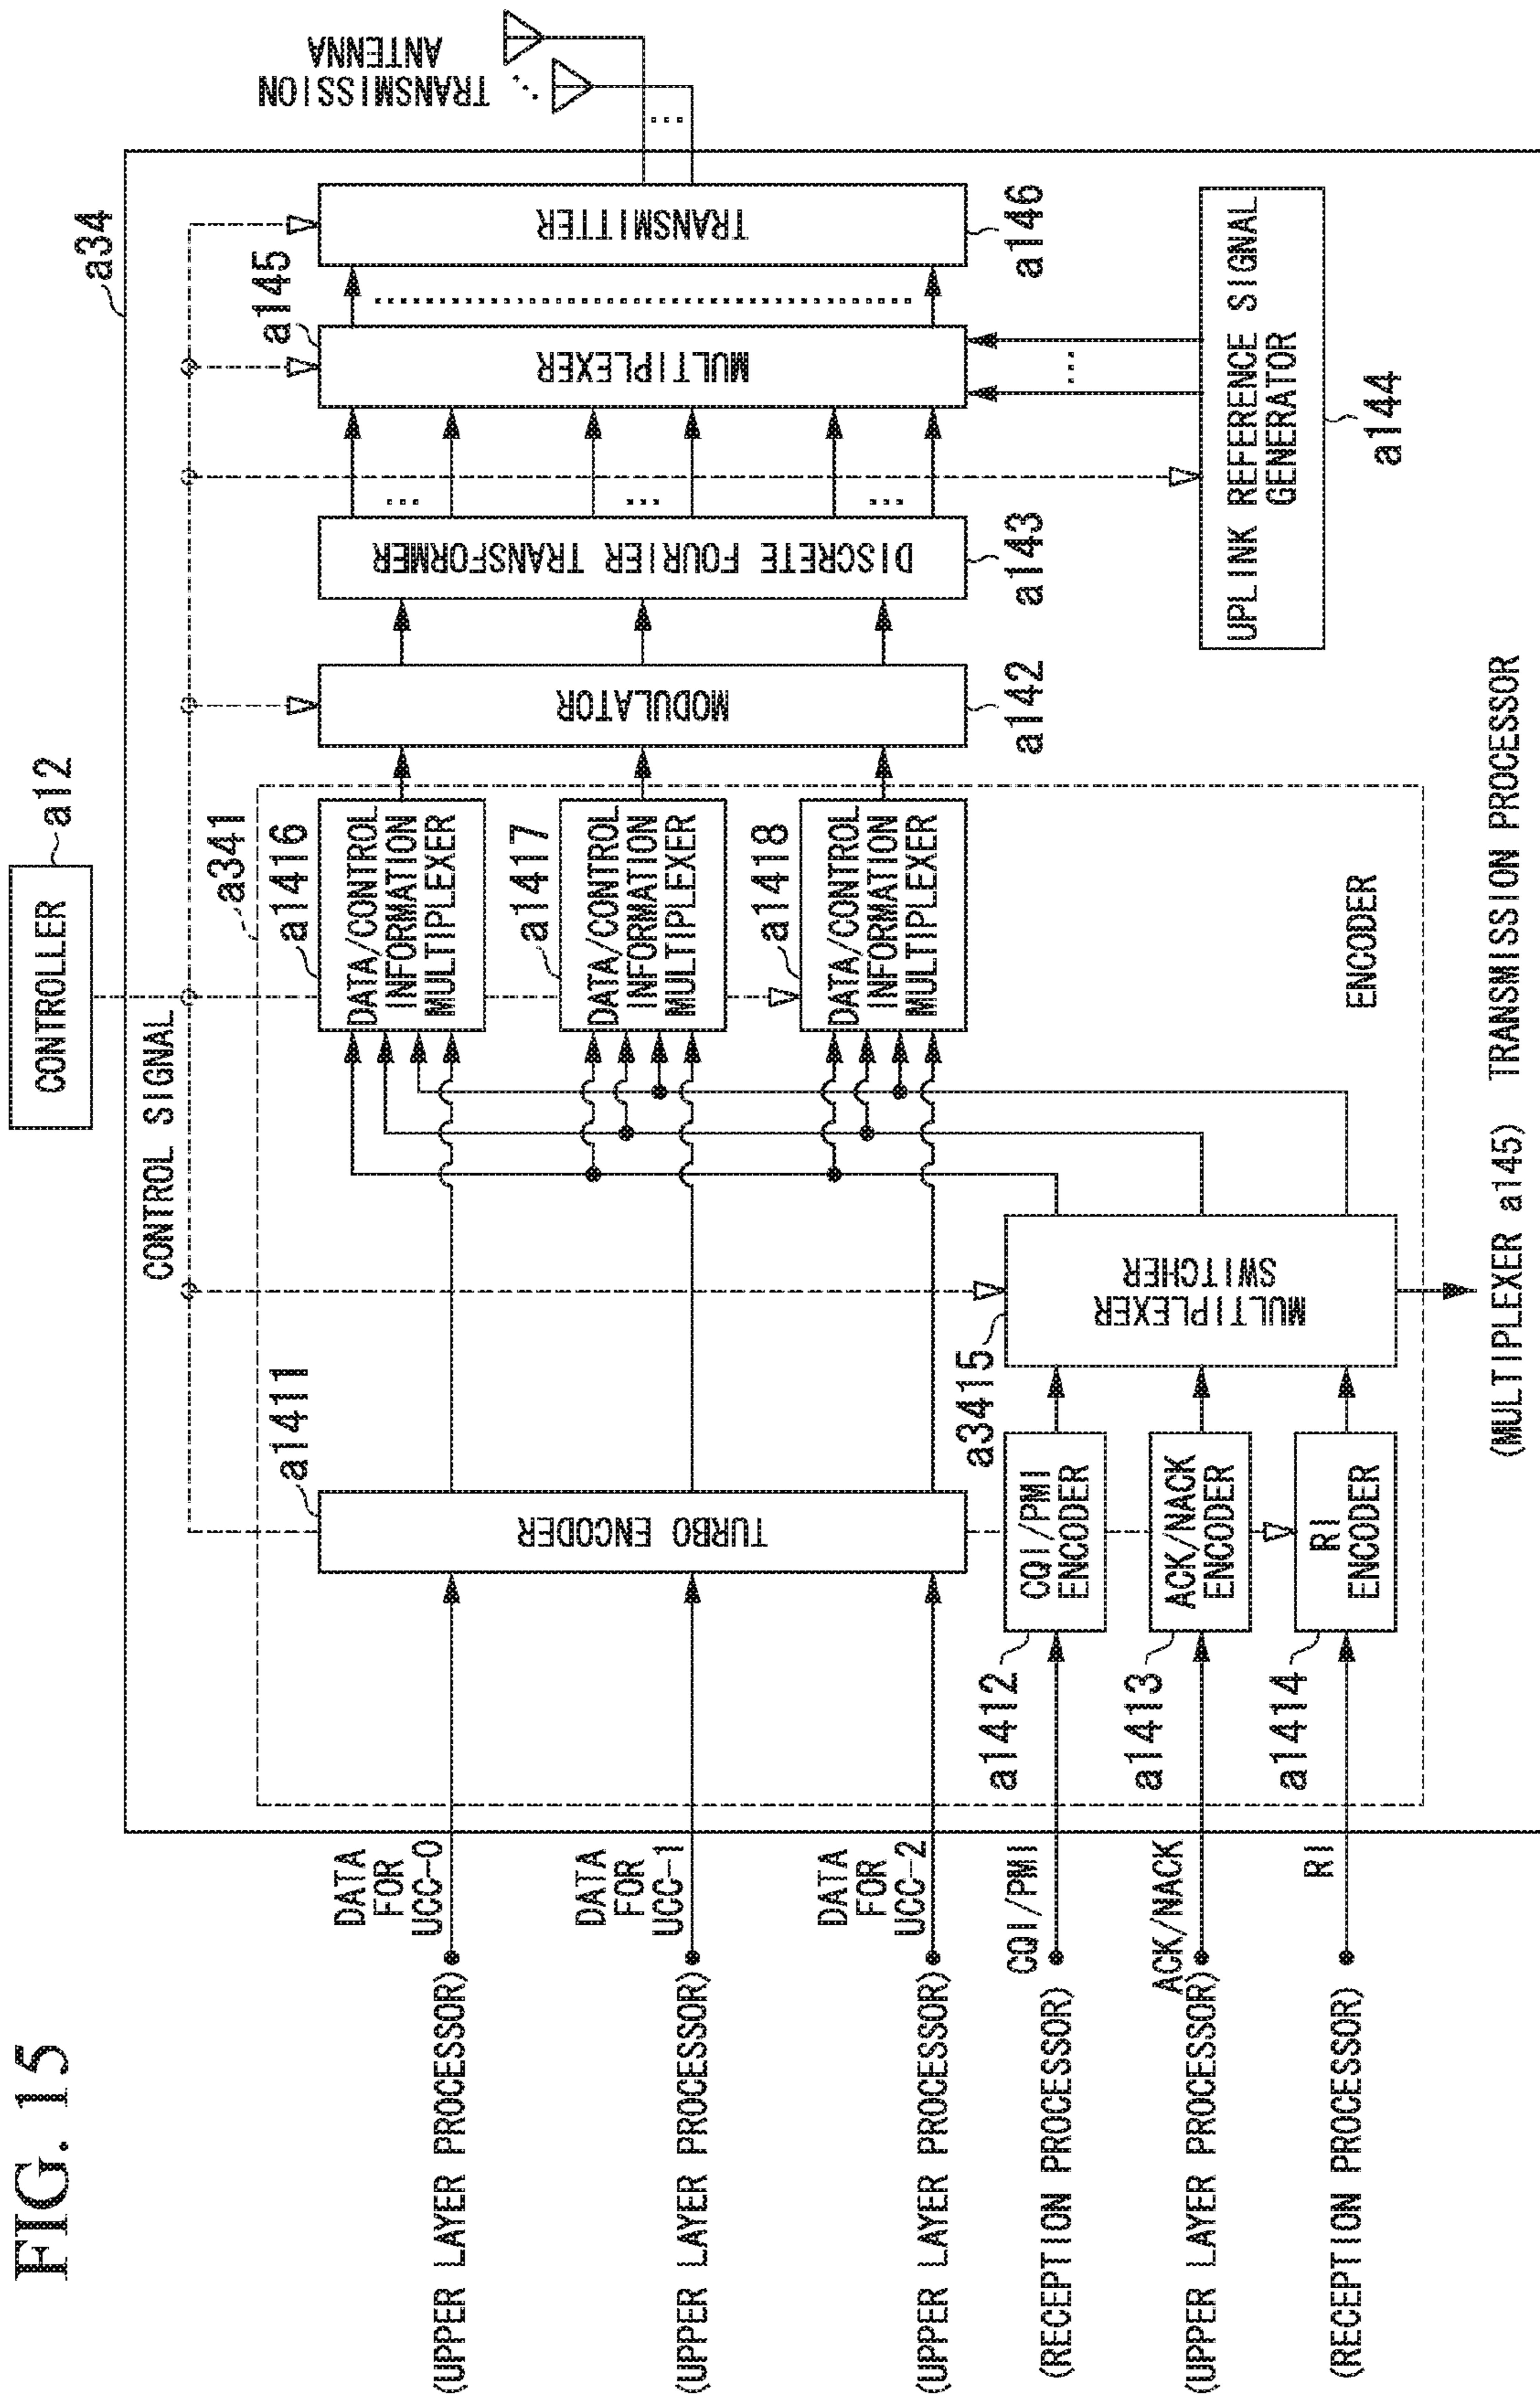 FIG. 15
CONTROLLER
a12
CONTROL SIGNAL
a34
a341
(UPPER LAYER PROCESSOR)
DATA
FOR
UCC-0
(UPPER LAYER PROCESSOR)
DATA
FOR
UCC-1
(UPPER LAYER PROCESSOR)
DATA
FOR
UCC-2
(RECEPTION PROCESSOR)
CQI/PMI
(UPPER LAYER PROCESSOR)
ACK/NACK
(RECEPTION PROCESSOR)
RI
a1411
TURBO ENCODER
a1412
CQI/PMI
ENCODER
a1413
ACK/NACK
ENCODER
a1414
RI
ENCODER
a3415
MULTIPLEXER
SWITCHER
a1416
DATA/CONTROL
INFORMATION
MULTIPLEXER
a1417
DATA/CONTROL
INFORMATION
MULTIPLEXER
a1418
DATA/CONTROL
INFORMATION
MULTIPLEXER
ENCODER
MODULATOR
a142
DISCRETE FOURIER TRANSFORMER
a143
a145
MULTIPLEXER
TRANSMITTER
a146
UPLINK REFERENCE SIGNAL
GENERATOR
a144
TRANSMISSION
ANTENNA
(MULTIPLEXER a145)
TRANSMISSION PROCESSOR